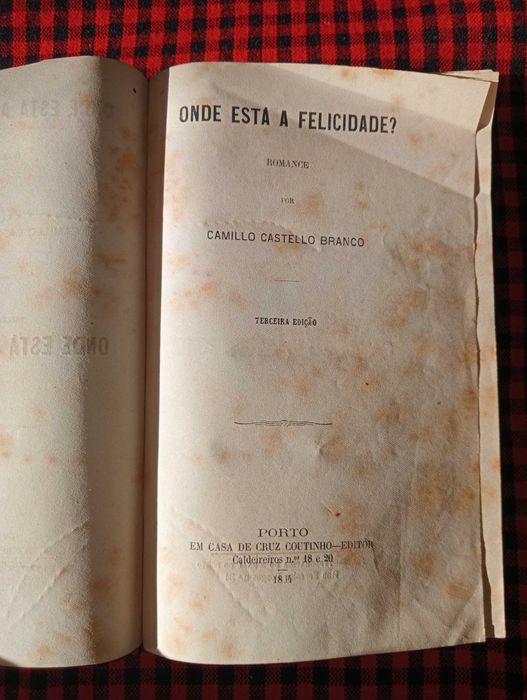 ONDE ESTÁ A FELICIDADE?
ROMANCE
POR
CAMILLO CASTELLO BRANCO
TERCEIRA EDIÇÃO
PORTO
EM CASA DE CRUZ COUTINHO—EDITOR
Caldeireiros n.os 18 e 20